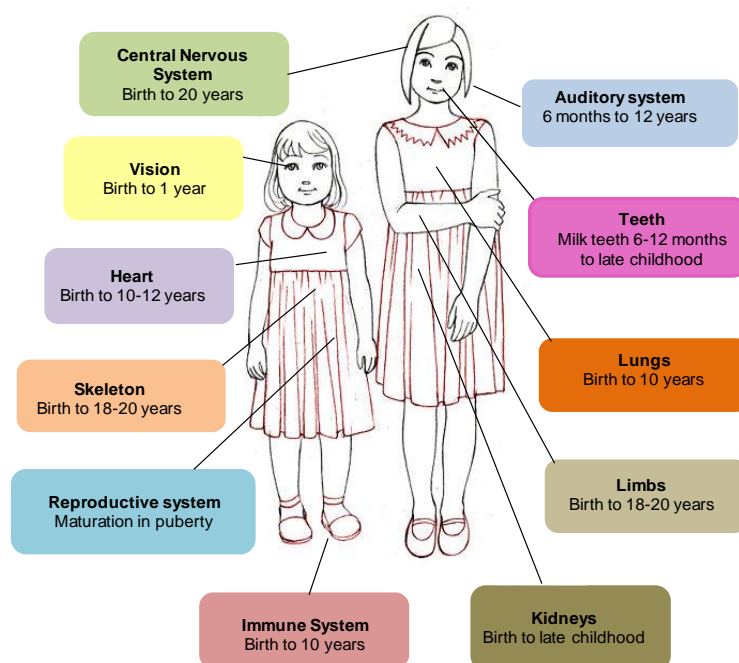 Central Nervous
System
Birth to 20 years
Auditory system
6 months to 12 years
Vision
Birth to 1 year
Teeth
Milk teeth 6-12 months
to late childhood
Heart
Birth to 10-12 years
Lungs
Birth to 10 years
Skeleton
Birth to 18-20 years
Limbs
Birth to 18-20 years
Reproductive system
Maturation in puberty
Immune System
Birth to 10 years
Kidneys
Birth to late childhood